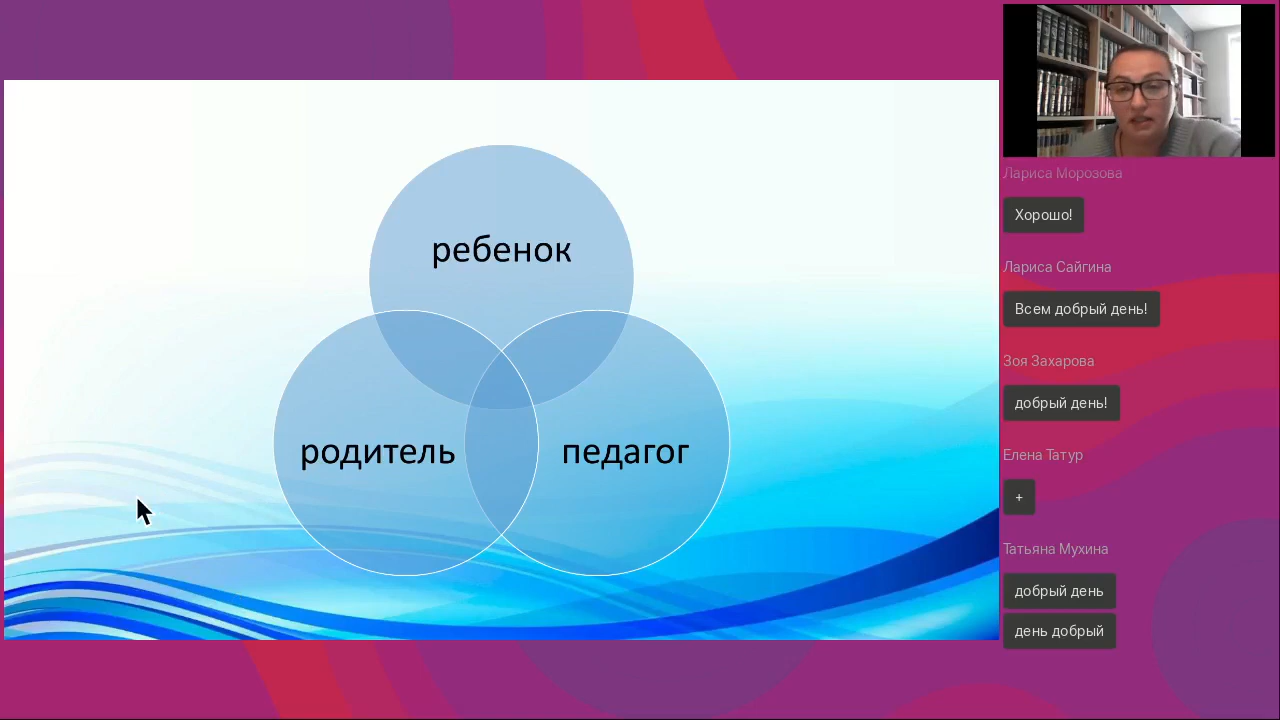 ребенок
родитель
педагог
Лариса Морозова
Хорошо!
Лариса Сайгина
Всем добрый день!
Зоя Захарова
добрый день!
Елена Татур
+
Татьяна Мухина
добрый день
день добрый